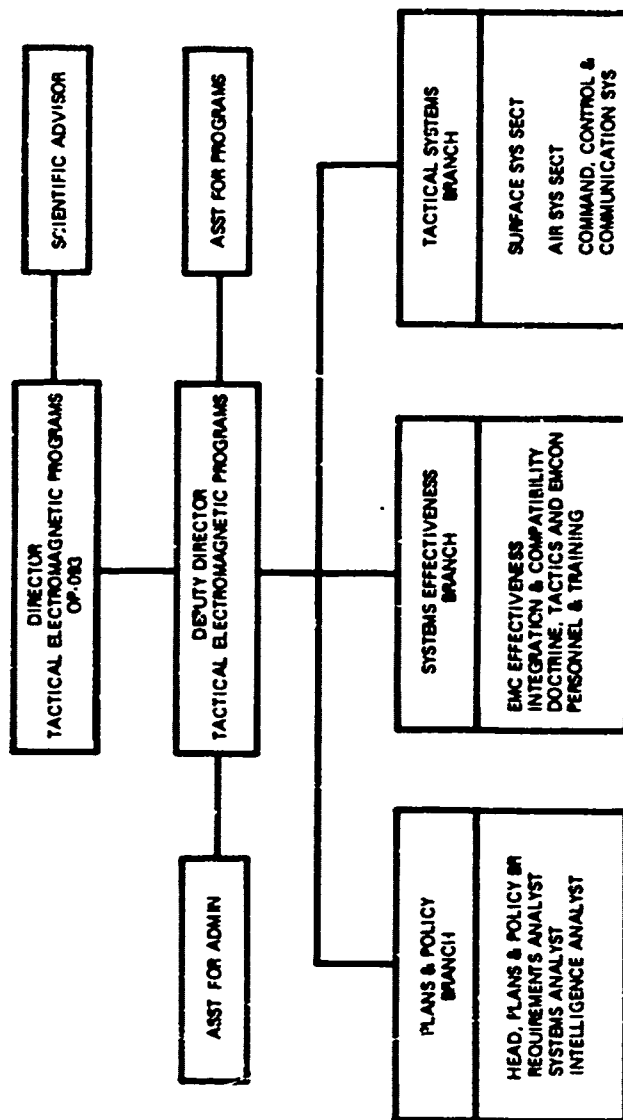 DIRECTOR
TACTICAL ELECTROMAGNETIC PROGRAMS
OP-093
SCIENTIFIC ADVISOR
ASST FOR ADMIN
DEPUTY DIRECTOR
TACTICAL ELECTROMAGNETIC PROGRAMS
ASST FOR PROGRAMS
PLANS & POLICY
BRANCH
HEAD, PLANS & POLICY BR
REQUIREMENTS ANALYST
SYSTEMS ANALYST
INTELLIGENCE ANALYST
SYSTEMS EFFECTIVENESS
BRANCH
EMC EFFECTIVENESS
INTEGRATION & COMPATIBILITY
DOCTRINE, TACTICS AND EMCON
PERSONNEL & TRAINING
TACTICAL SYSTEMS
BRANCH
SURFACE SYS SECT
AIR SYS SECT
COMMAND, CONTROL &
COMMUNICATION SYS